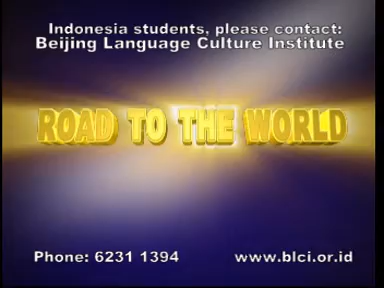 Indonesia students, please contact:
Beijing Language Culture Institute
ROAD TO THE WORLD
Phone: 6231 1394 www.blci.or.id